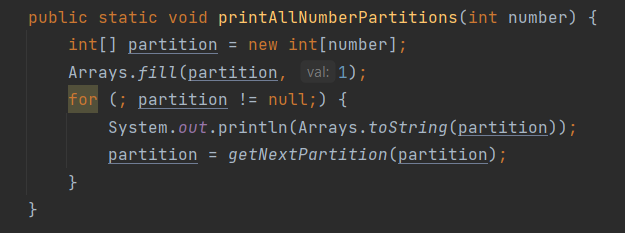 public static void printAllNumberPartitions(int number) {
int[] partition = new int[number];
Arrays.fill(partition, val: 1);
for (; partition != null;) {
System.out.println(Arrays.toString(partition));
partition = getNextPartition(partition);
}
}